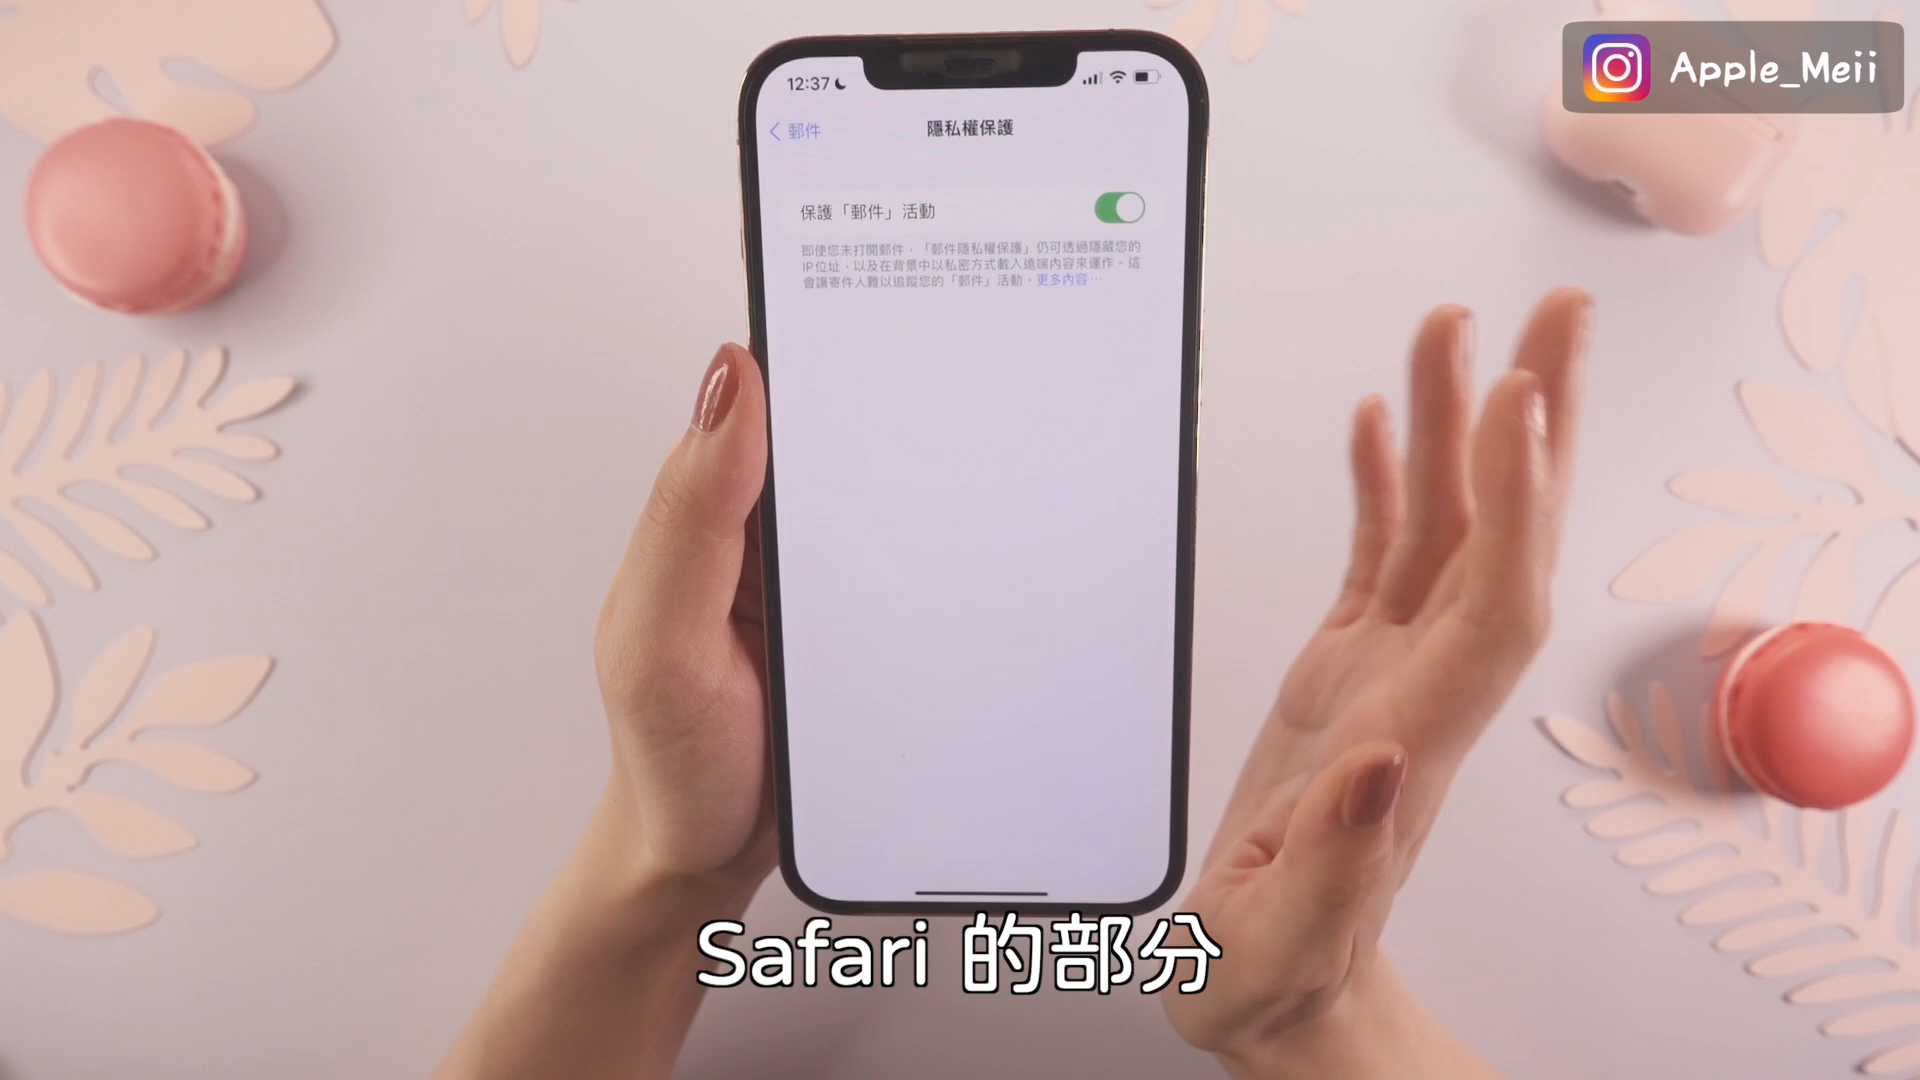 Apple_Meii
12:37
郵件
隱私權保護
保護「郵件」活動
即使您未打開郵件，「郵件隱私權保護」仍可透過隱藏您的
IP 位址，以及在背景中以私密方式載入遠端內容來運作。這
會讓寄件人難以追蹤您的「郵件」活動。更多內容⋯
Safari 的部分